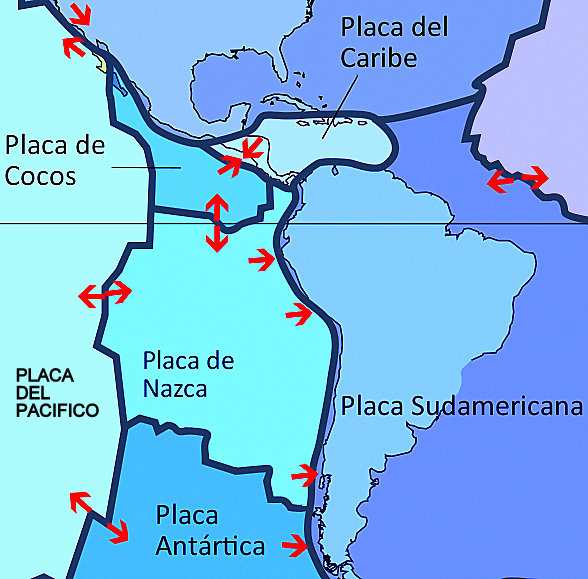 Placa del
Caribe
Placa de
Cocos
Placa de
Nazca
PLACA
DEL
PACIFICO
Placa Sudamericana
Placa
Antártica